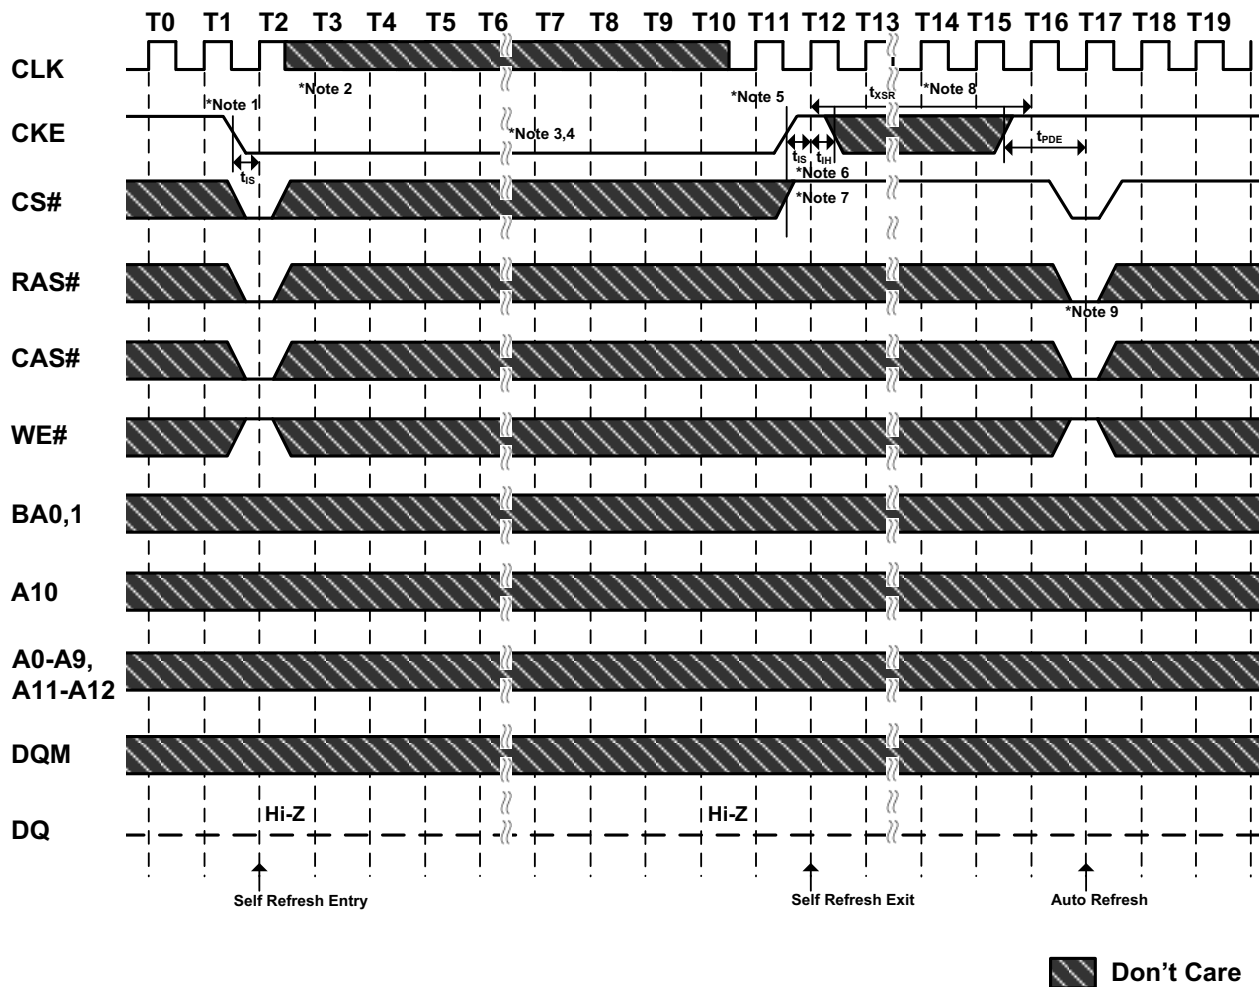 T0 T1 T2 T3 T4 T5 T6 T7 T8 T9 T10 T11 T12 T13 T14 T15 T16 T17 T18 T19
CLK
*Note 2 *Note 5 tXSR *Note 8
*Note 1
CKE *Note 3,4 tPDE
tIS tIS tIH
*Note 6
CS# *Note 7
RAS#
*Note 9
CAS#
WE#
BA0,1
A10
A0-A9,
A11-A12
DQM
Hi-Z Hi-Z
DQ
Self Refresh Entry Self Refresh Exit Auto Refresh
Don't Care